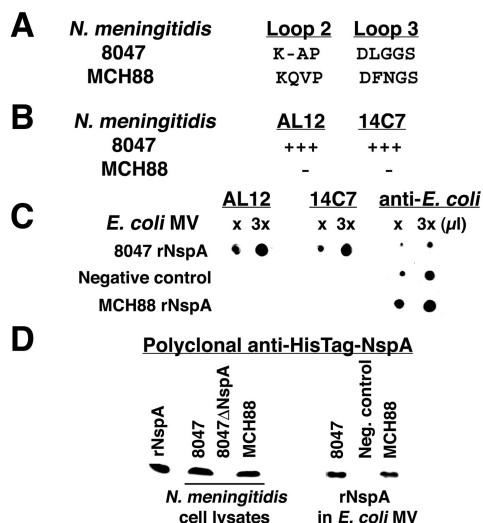 A
N. meningitidis Loop 2 Loop 3
8047 K-AP DLGGS
MCH88 KQVP DFNGS
B
N. meningitidis AL12 14C7
8047 +++ +++
MCH88 - -
C
AL12 14C7 anti-E. coli
E. coli MV x 3x x 3x x 3x (µl)
8047 rNspA
Negative control
MCH88 rNspA
D
Polyclonal anti-HisTag-NspA
rNspA 8047 8047ΔNspA MCH88 8047 Neg. control MCH88
N. meningitidis rNspA
cell lysates in E. coli MV